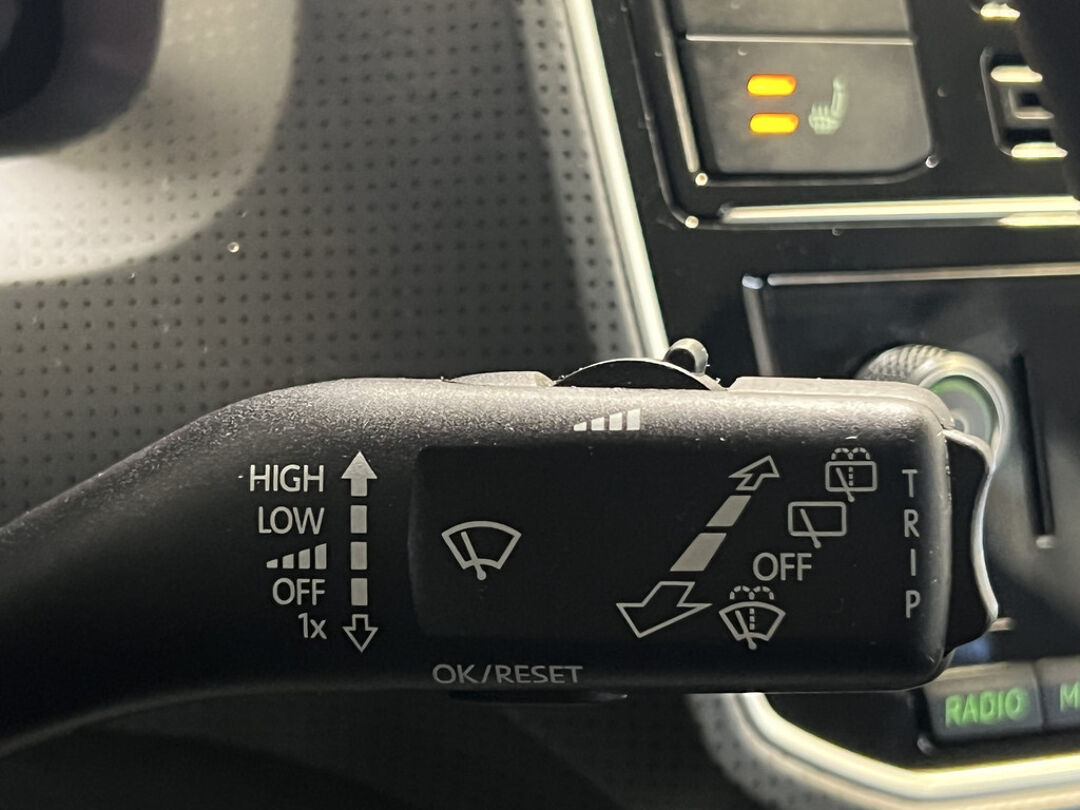 HIGH
LOW
OFF
1x
OK/RESET
OFF
TRIP
RADIO